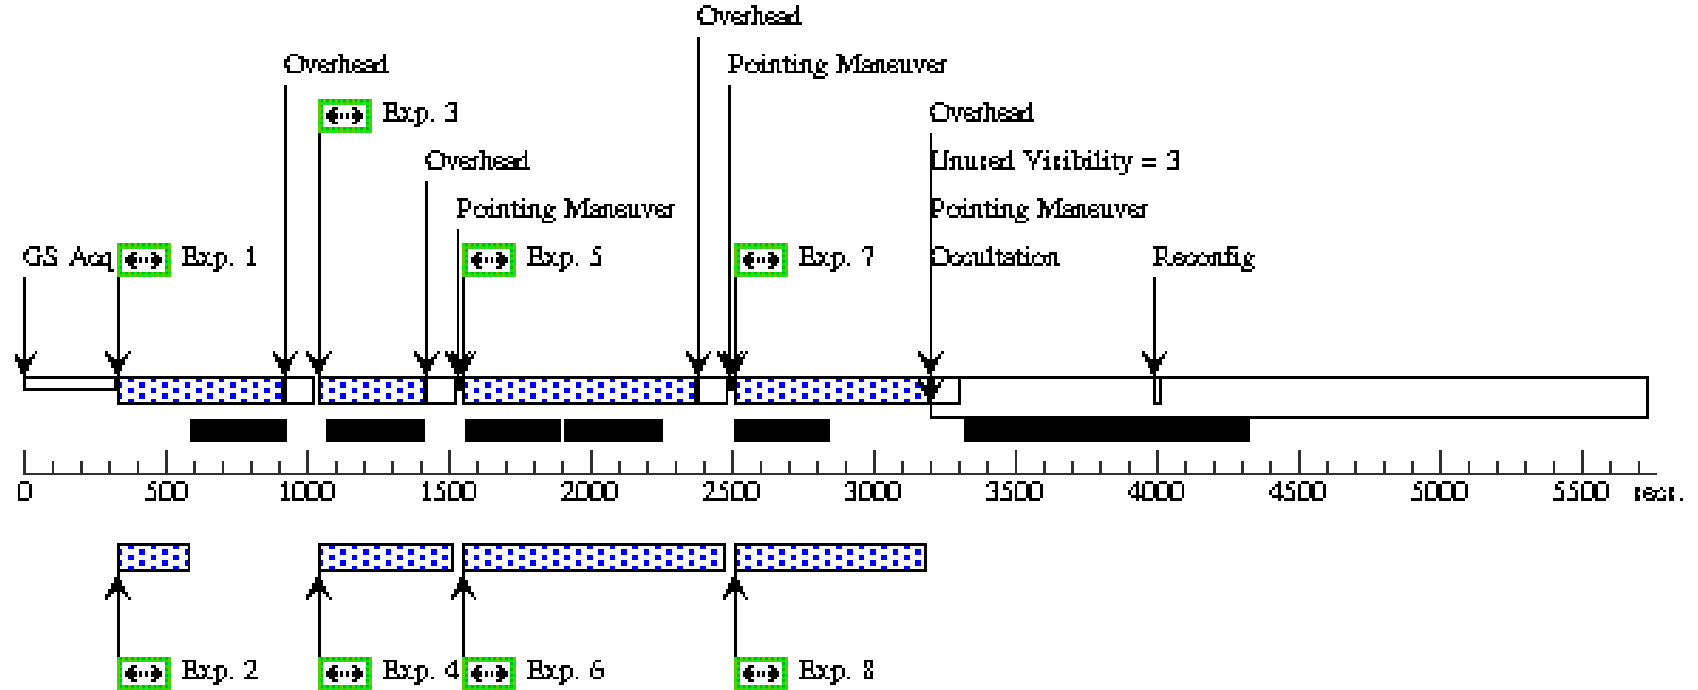 Overhead
Overhead
Pointing Maneuver
Exp. 3
Overhead
Overhead
Unused Visibility = 3
Pointing Maneuver
Pointing Maneuver
GS Acq
Exp. 1
Exp. 5
Exp. 7
Occultation
Reconfig
0 500 1000 1500 2000 2500 3000 3500 4000 4500 5000 5500 secs.
Exp. 2
Exp. 4
Exp. 6
Exp. 8